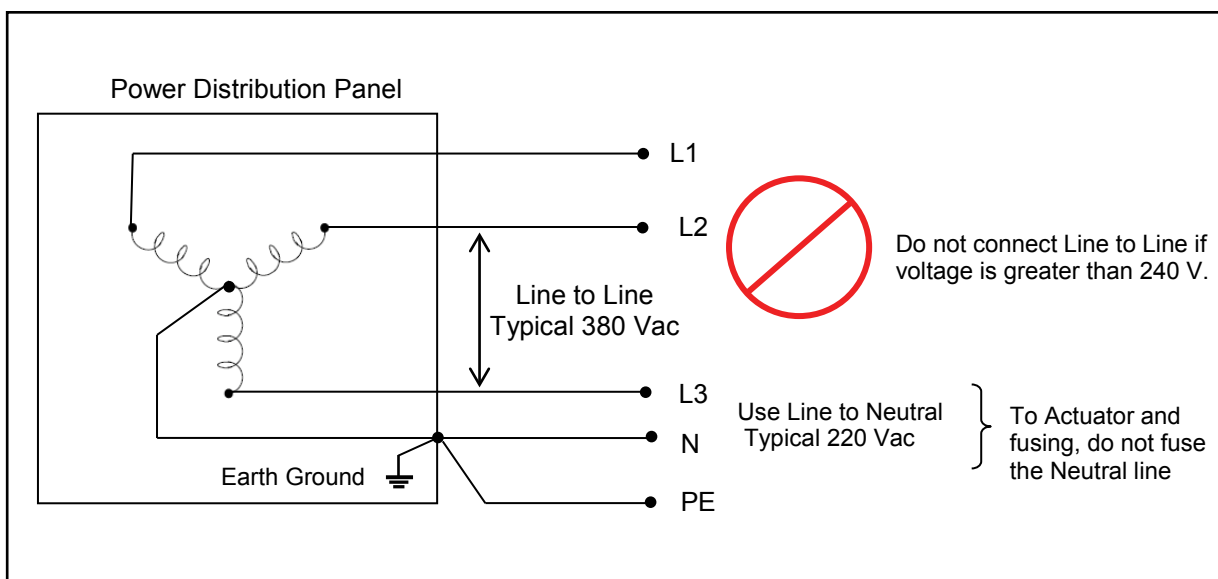 Power Distribution Panel
L1
L2
Do not connect Line to Line if
voltage is greater than 240 V.
Line to Line
Typical 380 Vac
L3
Use Line to Neutral
Typical 220 Vac
To Actuator and
fusing, do not fuse
the Neutral line
N
Earth Ground
PE